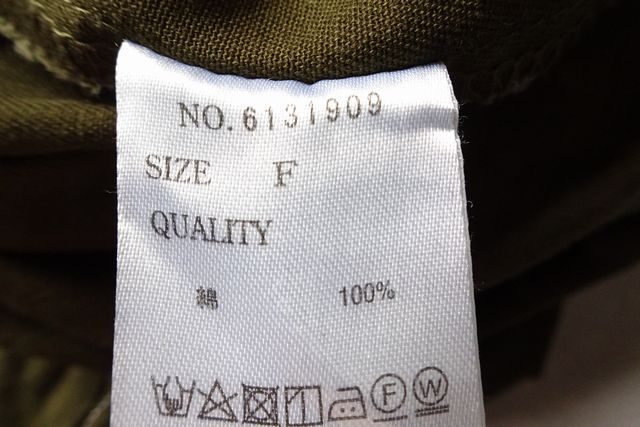 NO. 6131909
SIZE F
QUALITY
綿 100%
F W